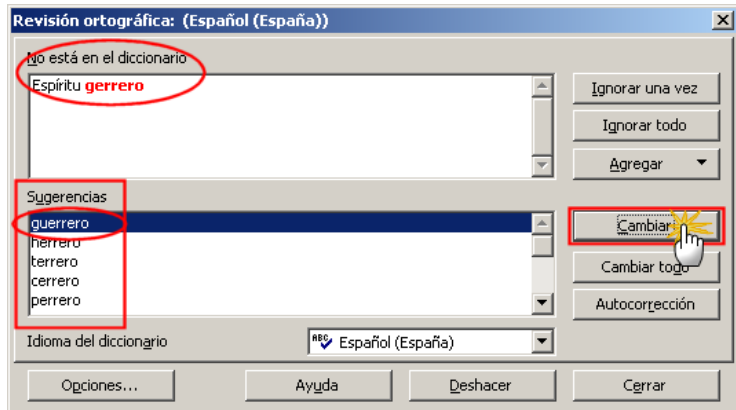 Revisión ortográfica: (Español (España))
No está en el diccionario
Espíritu gerrero
Ignorar una vez
Ignorar todo
Agregar
Sugerencias
guerrero
herrero
terrero
cerrero
perrero
Cambiar
Cambiar todo
Autocorrección
Idioma del diccionario
ABC Español (España)
Opciones...
Ayuda
Deshacer
Cerrar